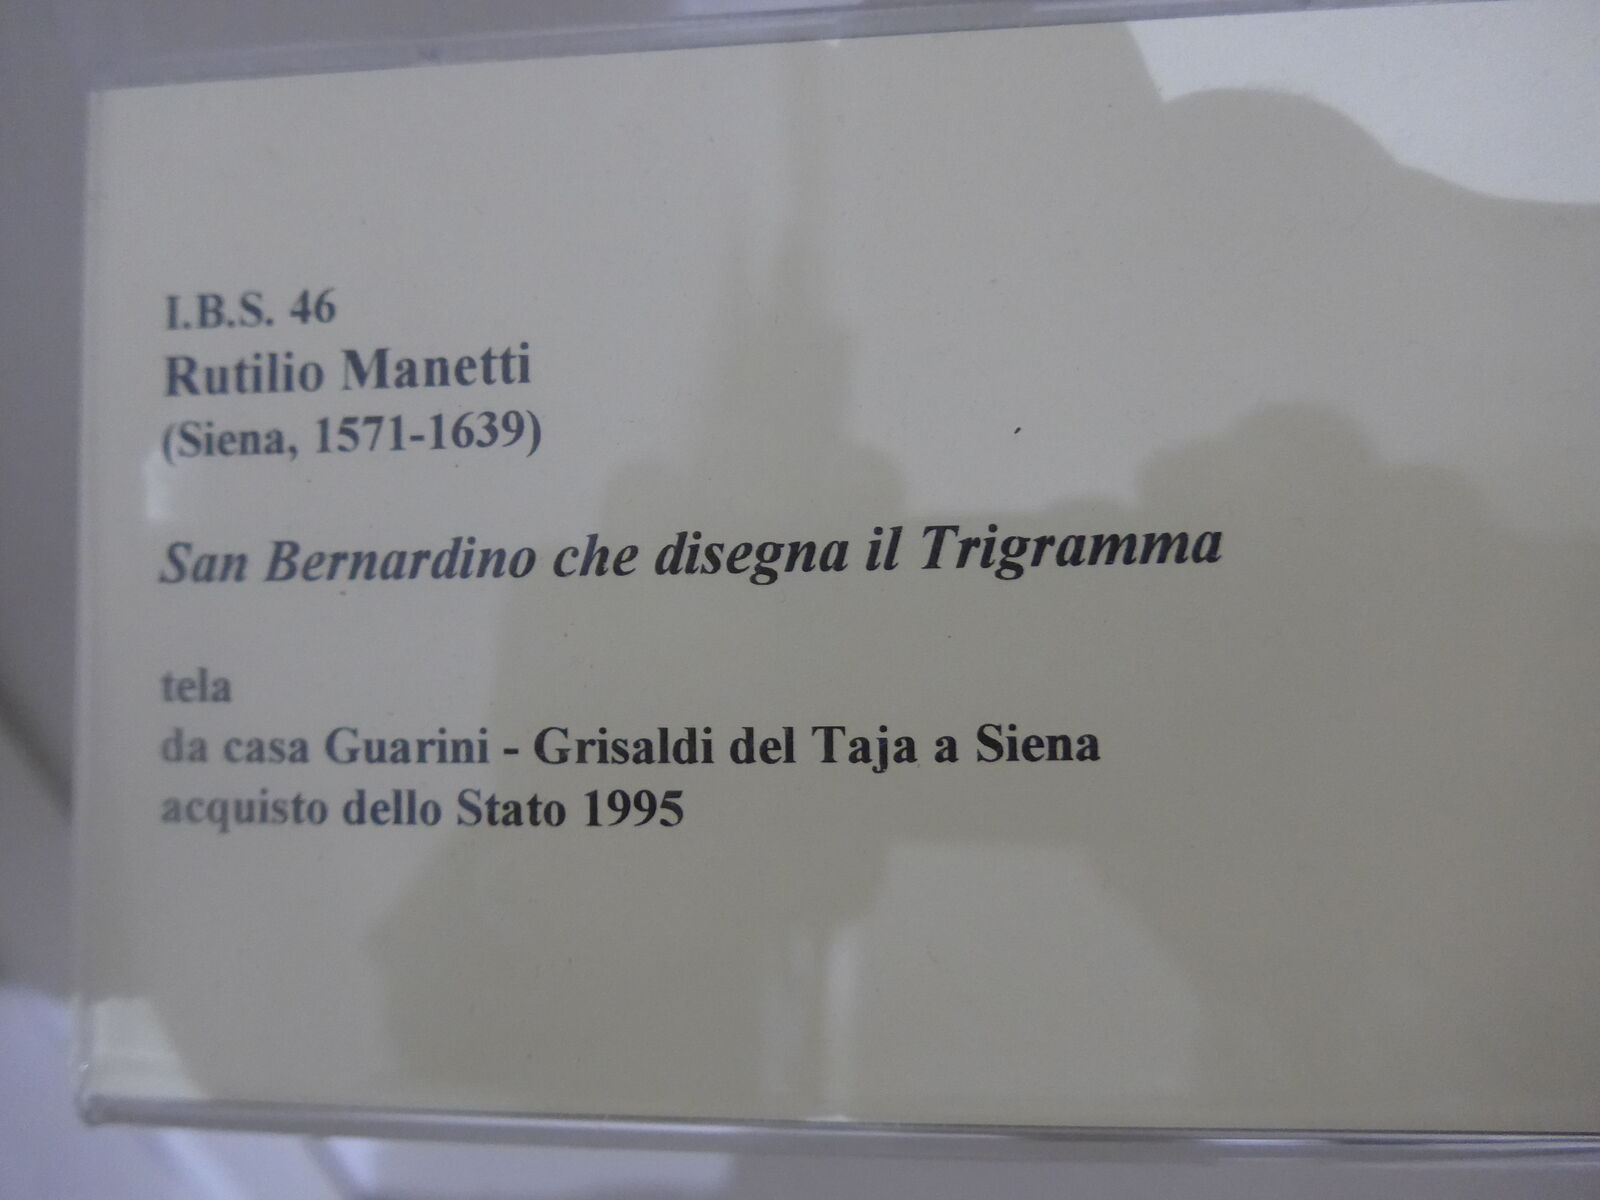 I.B.S. 46
Rutilio Manetti
(Siena, 1571-1639)
San Bernardino che disegna il Trigramma
tela
da casa Guarini - Grisaldi del Taja a Siena
acquisto dello Stato 1995